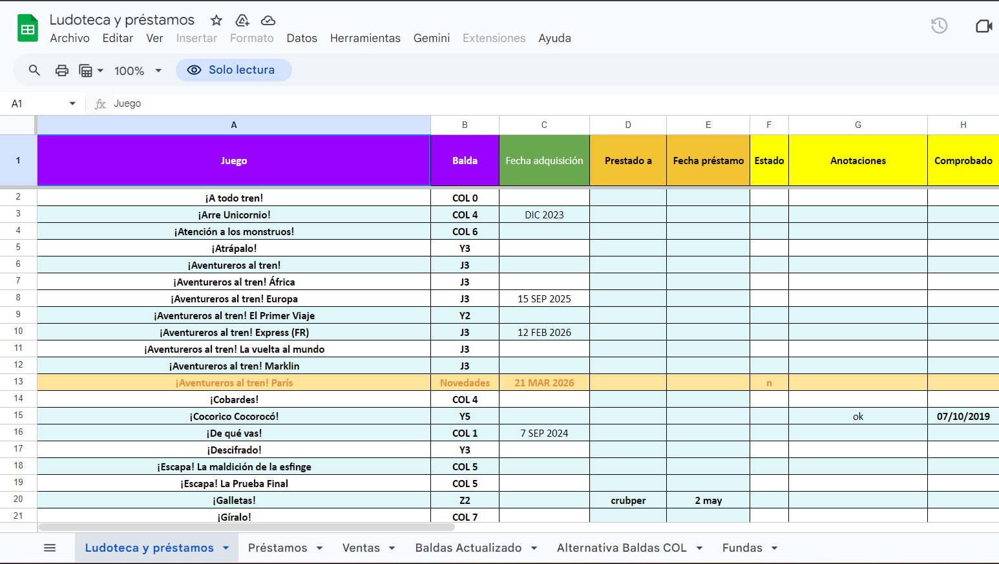 Ludoteca y préstamos
Archivo Editar Ver Insertar Formato Datos Herramientas Gemini Extensiones Ayuda
100% Solo lectura
A1 fx Juego
A B C D E F G H
1 Juego Balda Fecha adquisición Prestado a Fecha préstamo Estado Anotaciones Comprobado
2 ¡A todo tren! COL 0
3 ¡Arre Unicornio! COL 4 DIC 2023
4 ¡Atención a los monstruos! COL 6
5 ¡Atrápalo! Y3
6 ¡Aventureros al tren! J3
7 ¡Aventureros al tren! África J3
8 ¡Aventureros al tren! Europa J3 15 SEP 2025
9 ¡Aventureros al tren! El Primer Viaje Y2
10 ¡Aventureros al tren! Express (FR) J3 12 FEB 2026
11 ¡Aventureros al tren! La vuelta al mundo J3
12 ¡Aventureros al tren! Marklin J3
13 ¡Aventureros al tren! París Novedades 21 MAR 2026 n
14 ¡Cobardes! COL 4
15 ¡Cocorico Cocorocó! Y5 ok 07/10/2019
16 ¡De qué vas! COL 1 7 SEP 2024
17 ¡Descifrado! Y3
18 ¡Escapa! La maldición de la esfinge COL 5
19 ¡Escapa! La Prueba Final COL 5
20 ¡Galletas! Z2 crubper 2 may
21 ¡Gíralo! COL 7
Ludoteca y préstamos Préstamos Ventas Baldas Actualizado Alternativa Baldas COL Fundas